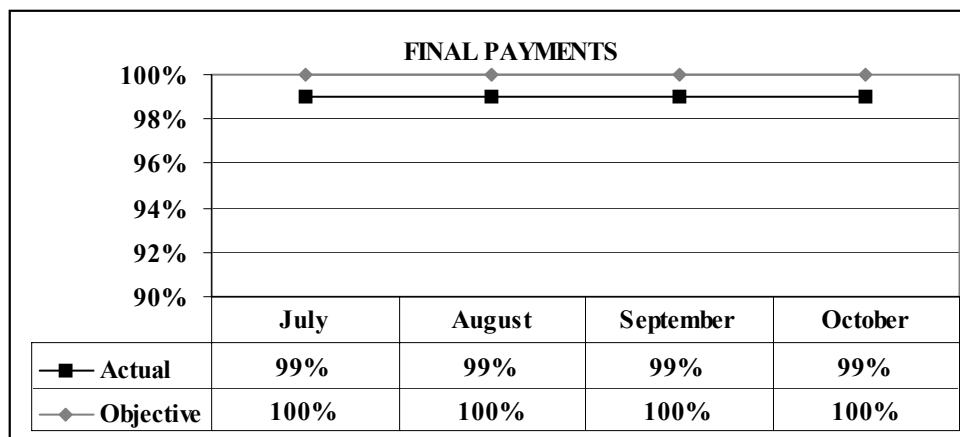 FINAL PAYMENTS
100%
98%
96%
94%
92%
90%
July August September October
Actual 99% 99% 99% 99%
Objective 100% 100% 100% 100%